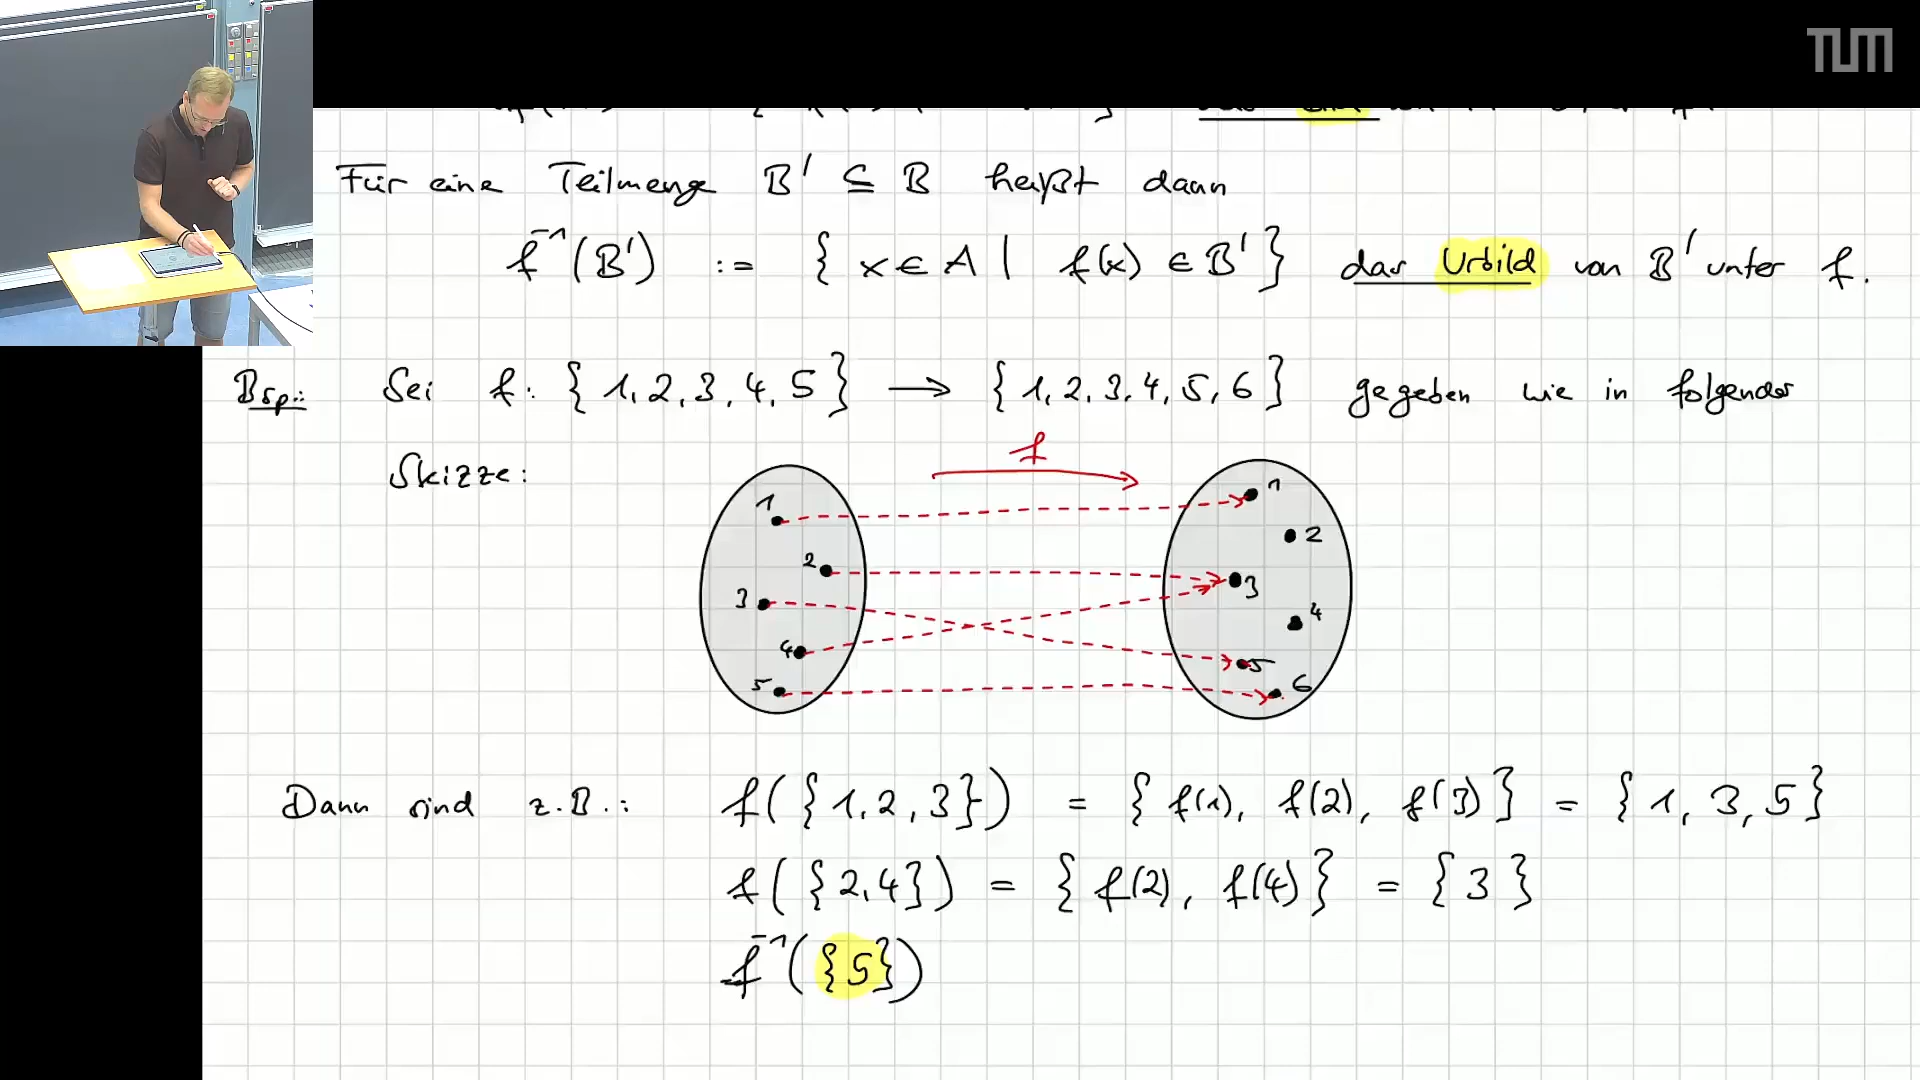 TUM
Für eine Teilmenge B' ⊆ B heißt dann
f⁻¹(B') := { x ∈ A | f(x) ∈ B' } das Urbild von B' unter f.
Bsp.: Sei f: { 1, 2, 3, 4, 5 } → { 1, 2, 3, 4, 5, 6 } gegeben wie in folgender
Skizze:
f
1
2
3
4
5
1
2
3
4
5
6
Dann sind z.B.: f({1,2,3}) = { f(1), f(2), f(3) } = { 1, 3, 5 }
f({2,4}) = { f(2), f(4) } = { 3 }
f⁻¹({5})